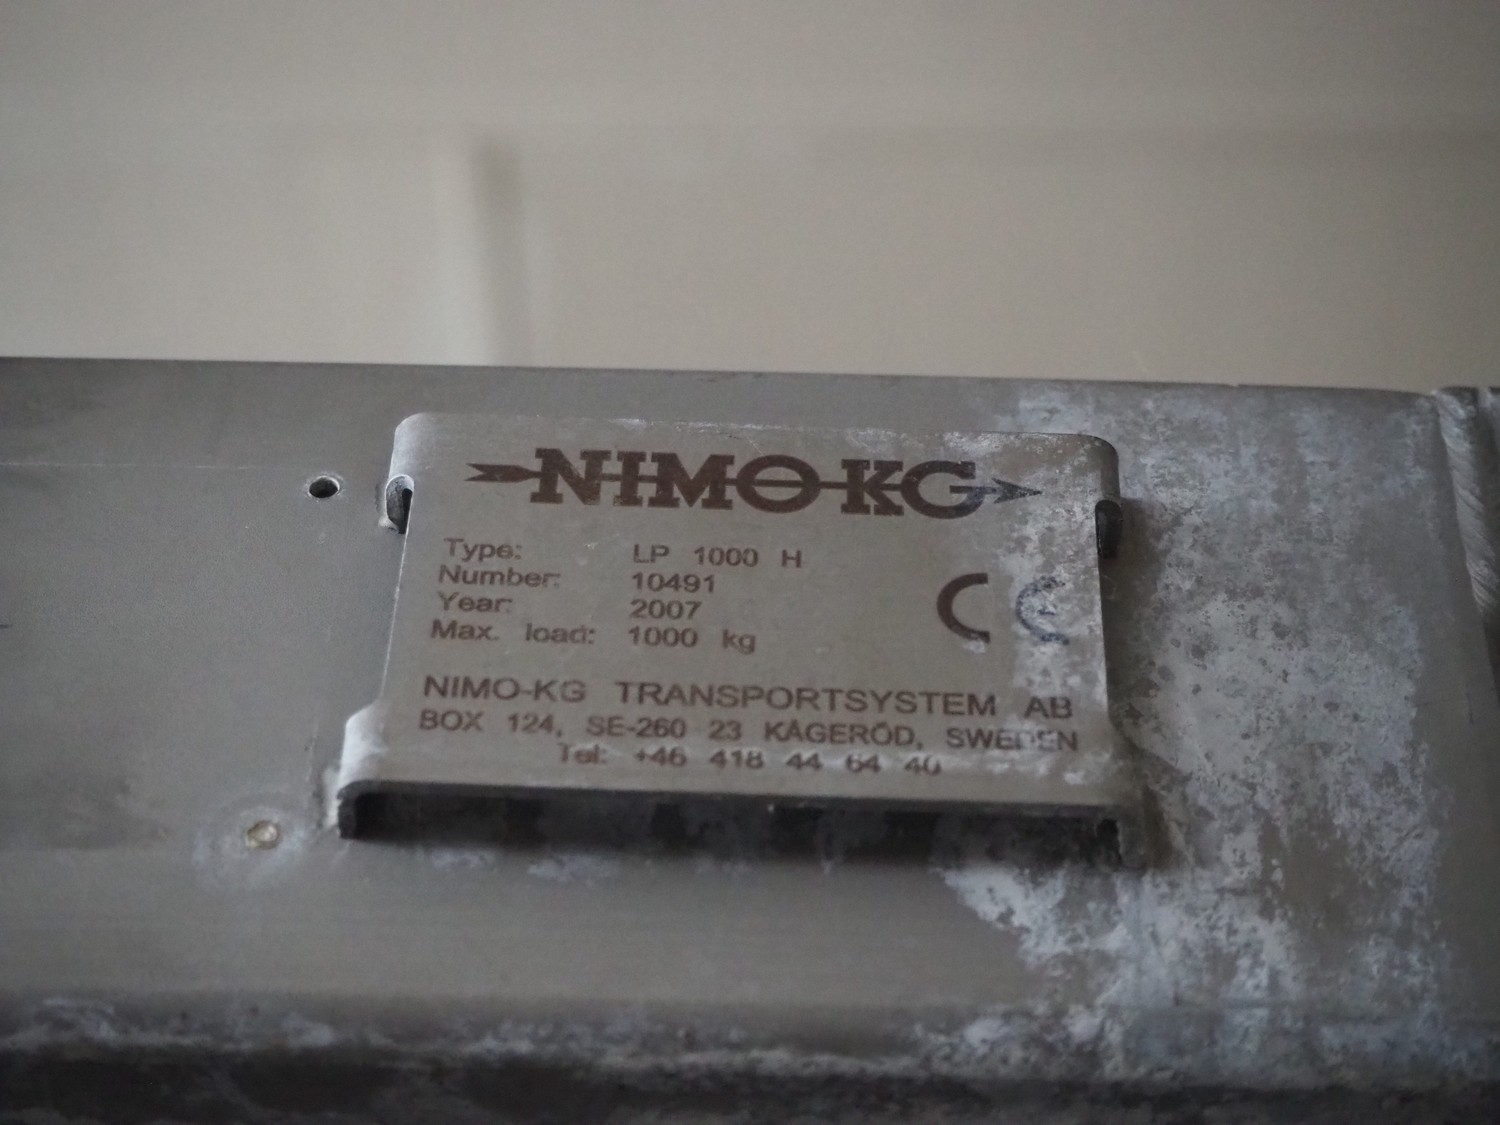 NIMO-KG
Type: LP 1000 H
Number: 10491
Year: 2007
Max. load: 1000 kg
CE
NIMO-KG TRANSPORTSYSTEM AB
BOX 124, SE-260 23 KÅGERÖD, SWEDEN
Tel: +46 418 44 64 40